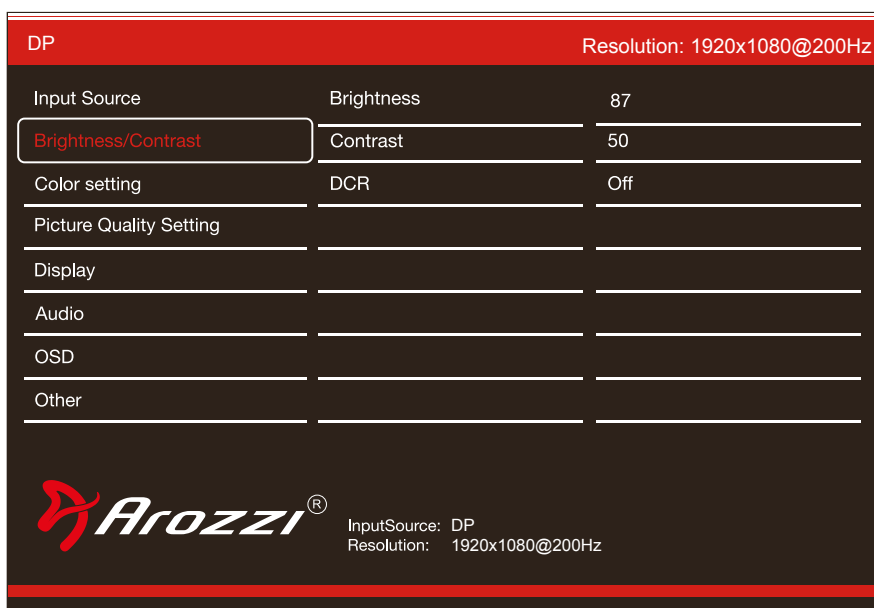 DP Resolution: 1920x1080@200Hz
Input Source Brightness 87
Brightness/Contrast Contrast 50
Color setting DCR Off
Picture Quality Setting
Display
Audio
OSD
Other
Arozzi®
InputSource: DP
Resolution: 1920x1080@200Hz